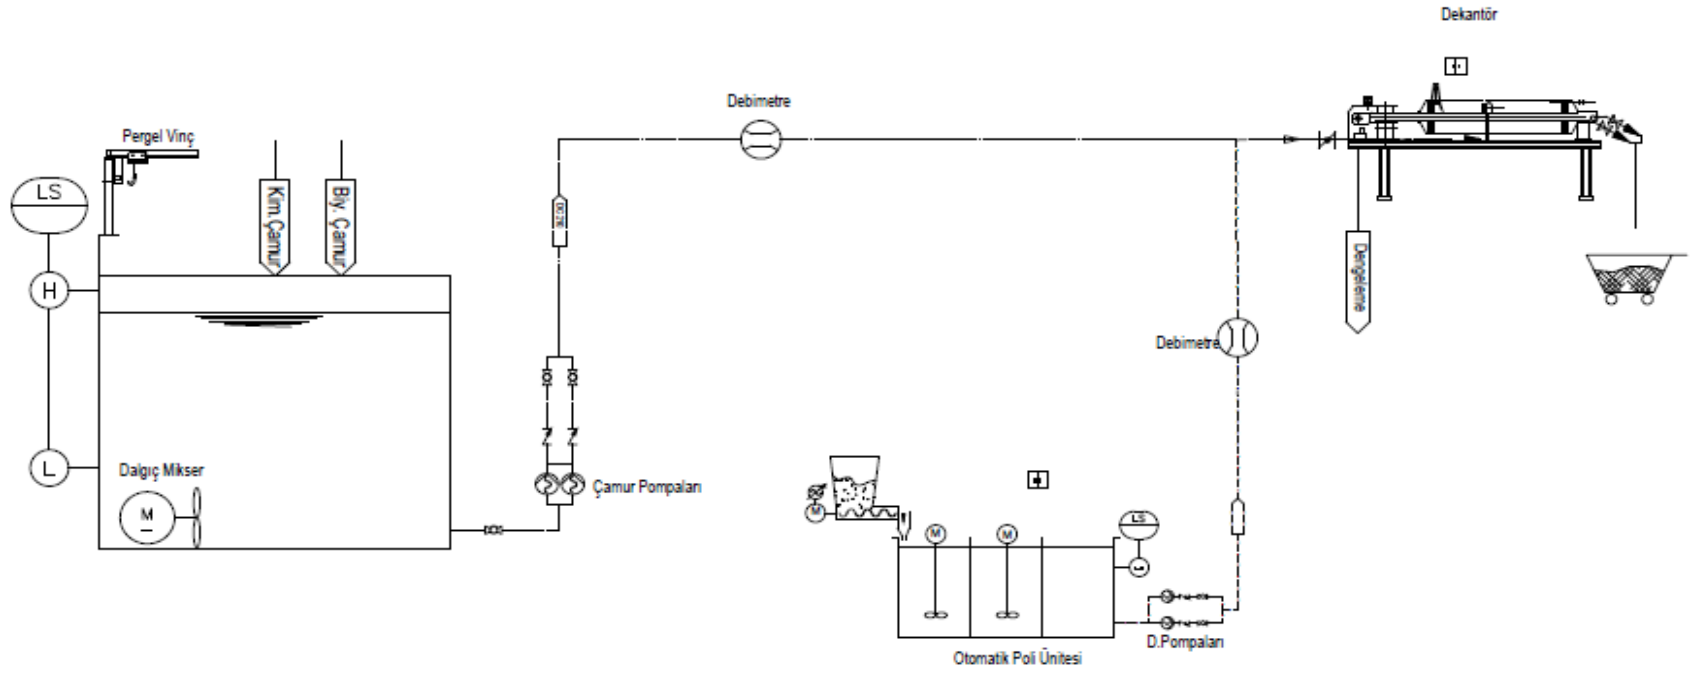 Dekantör
Debimetre
Pergel Vinç
LS
Kim. Çamur
Biy. Çamur
H
Dengeleme
Debimetre
L
Dalgıç Mikser
M
Çamur Pompaları
M
M
M
LS
D.Pompaları
Otomatik Poli Ünitesi